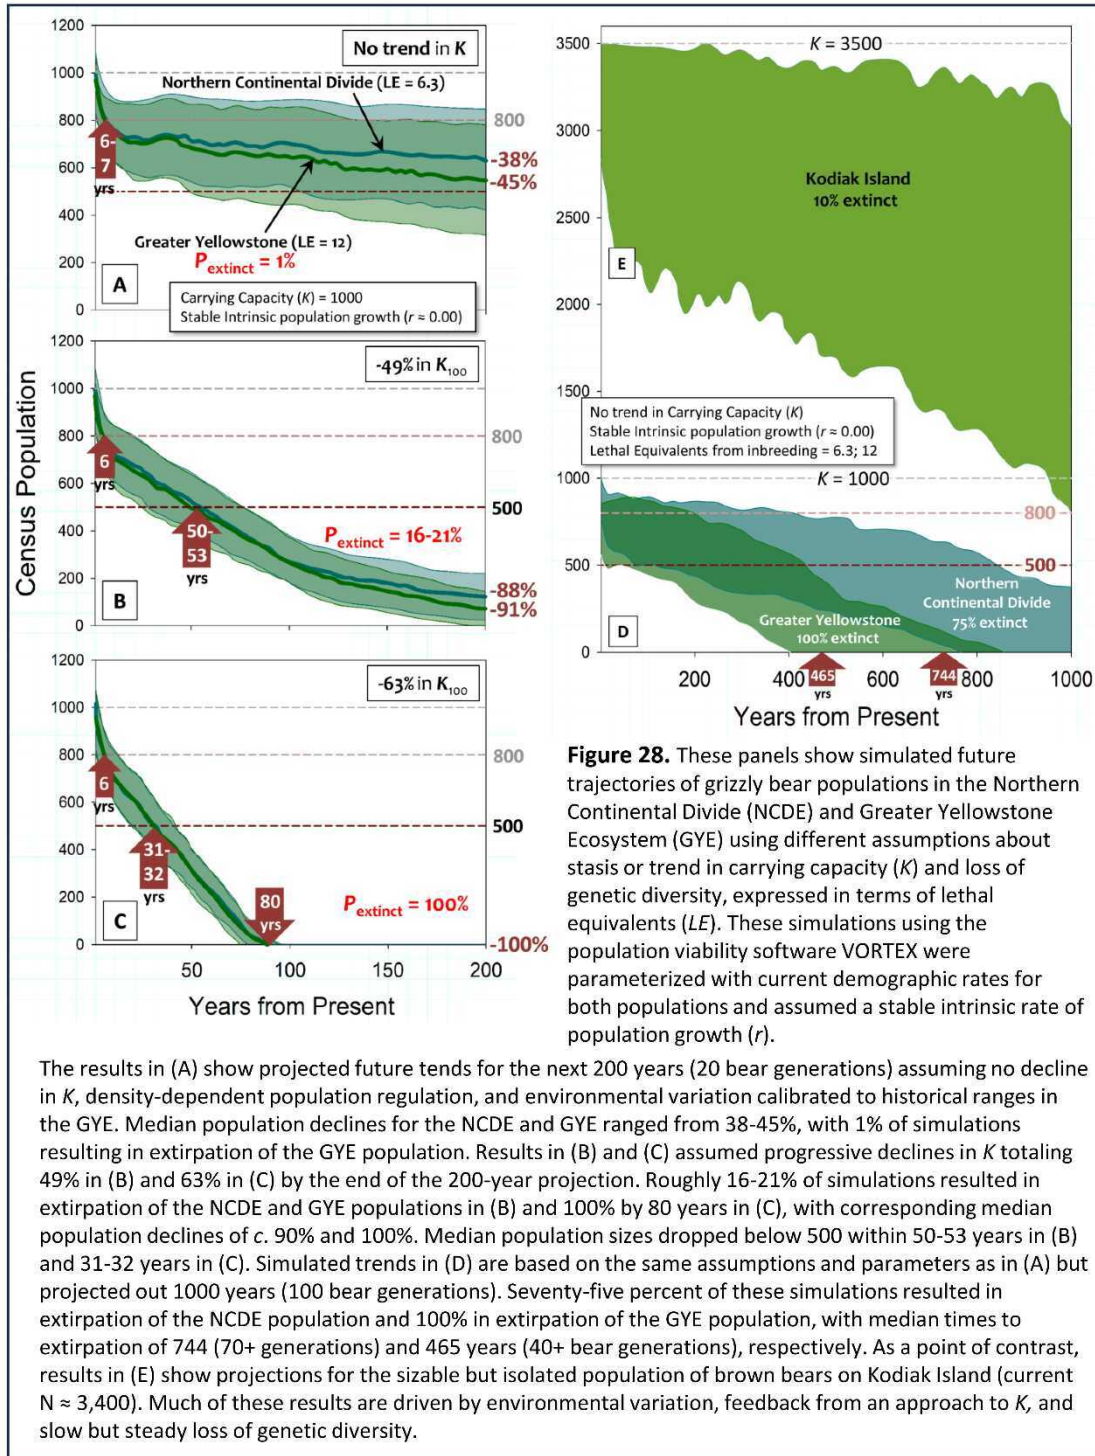 1200
1000
800
600
400
200
0
No trend in K
Northern Continental Divide (LE = 6.3)
800
6-
7
yrs
-38%
-45%
Greater Yellowstone (LE = 12)
P extinct = 1%
A
Carrying Capacity (K) = 1000
Stable Intrinsic population growth (r ≈ 0.00)
1200
1000
800
600
400
200
0
Census Population
-49% in K100
800
6
yrs
500
50-
53
yrs
P extinct = 16-21%
-88%
-91%
B
1200
1000
800
600
400
200
0
-63% in K100
800
6
yrs
500
31-
32
yrs
80
yrs
P extinct = 100%
C
-100%
50
100
150
200
Years from Present
3500
3000
2500
2000
1500
1000
500
0
K = 3500
Kodiak Island
10% extinct
E
No trend in Carrying Capacity (K)
Stable Intrinsic population growth (r ≈ 0.00)
Lethal Equivalents from inbreeding = 6.3; 12
K = 1000
800
500
Northern
Continental Divide
75% extinct
Greater Yellowstone
100% extinct
D
465
yrs
744
yrs
200
400
600
800
1000
Years from Present
Figure 28. These panels show simulated future
trajectories of grizzly bear populations in the Northern
Continental Divide (NCDE) and Greater Yellowstone
Ecosystem (GYE) using different assumptions about
stasis or trend in carrying capacity (K) and loss of
genetic diversity, expressed in terms of lethal
equivalents (LE). These simulations using the
population viability software VORTEX were
parameterized with current demographic rates for
both populations and assumed a stable intrinsic rate of
population growth (r).
The results in (A) show projected future tends for the next 200 years (20 bear generations) assuming no decline
in K, density-dependent population regulation, and environmental variation calibrated to historical ranges in
the GYE. Median population declines for the NCDE and GYE ranged from 38-45%, with 1% of simulations
resulting in extirpation of the GYE population. Results in (B) and (C) assumed progressive declines in K totaling
49% in (B) and 63% in (C) by the end of the 200-year projection. Roughly 16-21% of simulations resulted in
extirpation of the NCDE and GYE populations in (B) and 100% by 80 years in (C), with corresponding median
population declines of c. 90% and 100%. Median population sizes dropped below 500 within 50-53 years in (B)
and 31-32 years in (C). Simulated trends in (D) are based on the same assumptions and parameters as in (A) but
projected out 1000 years (100 bear generations). Seventy-five percent of these simulations resulted in
extirpation of the NCDE population and 100% in extirpation of the GYE population, with median times to
extirpation of 744 (70+ generations) and 465 years (40+ bear generations), respectively. As a point of contrast,
results in (E) show projections for the sizable but isolated population of brown bears on Kodiak Island (current
N ≈ 3,400). Much of these results are driven by environmental variation, feedback from an approach to K, and
slow but steady loss of genetic diversity.